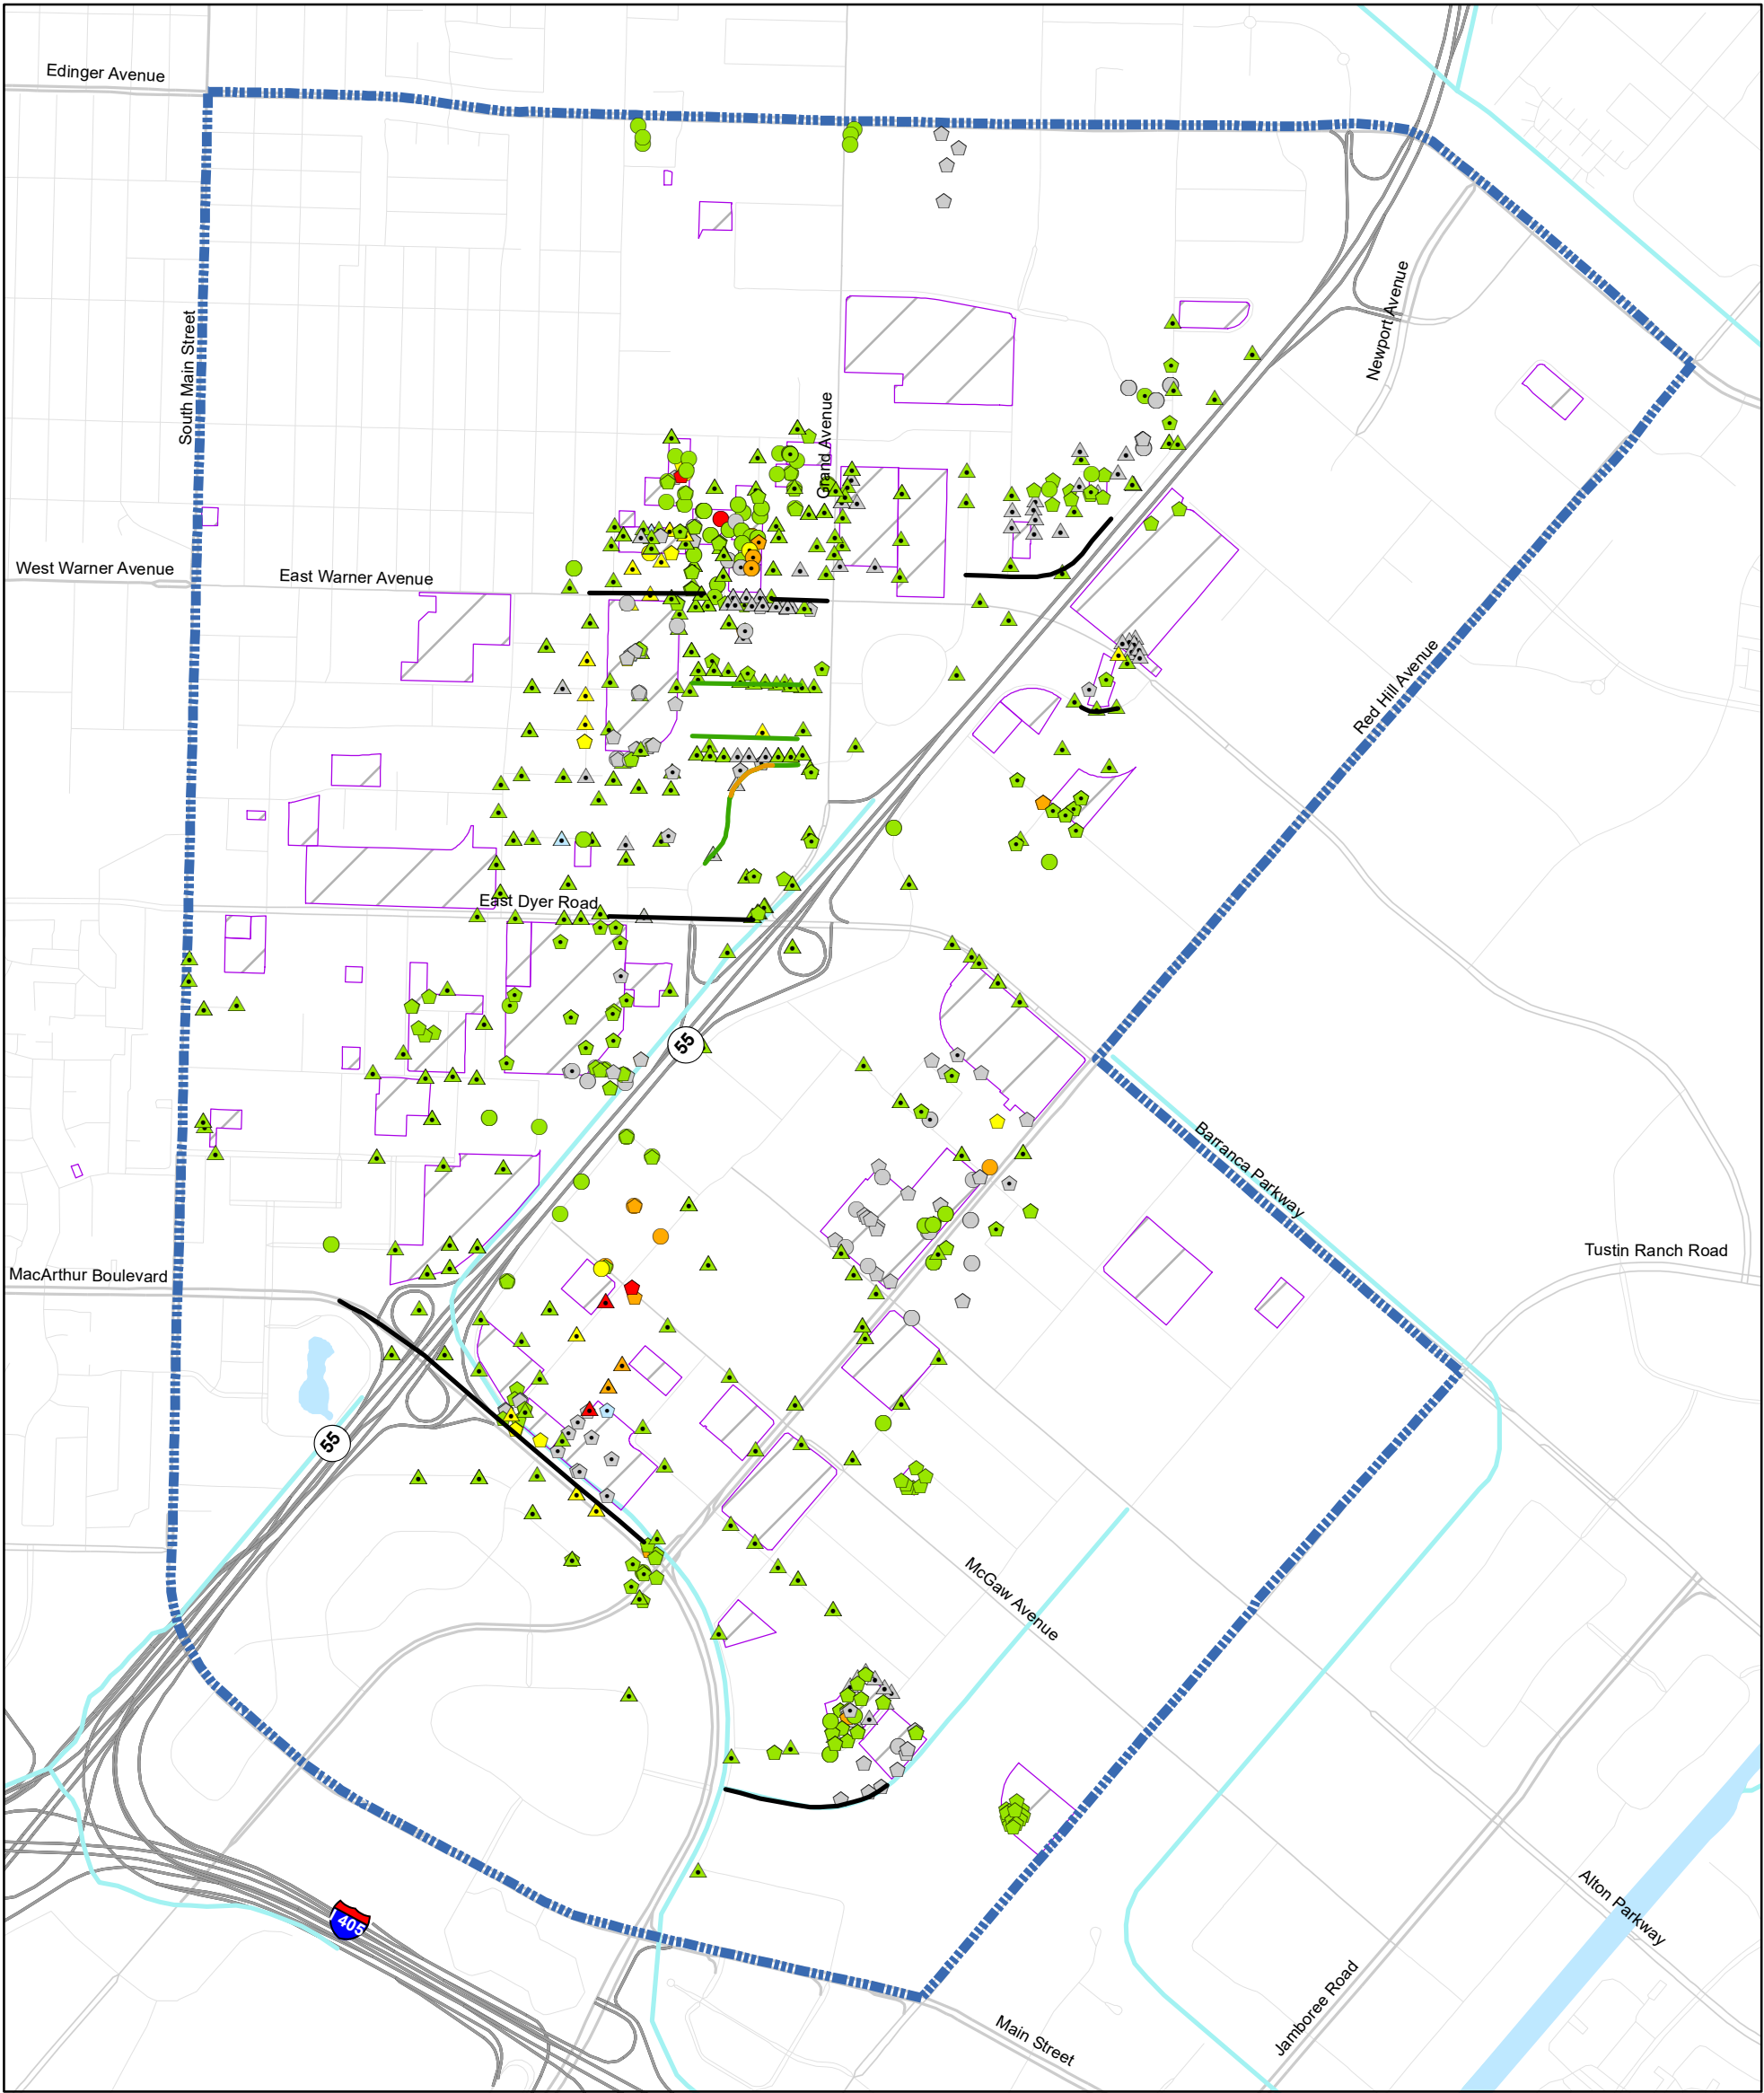 Edinger Avenue
South Main Street
Newport Avenue
Grand Avenue
West Warner Avenue
East Warner Avenue
Red Hill Avenue
East Dyer Road
55
Barranca Parkway
Tustin Ranch Road
MacArthur Boulevard
55
McGaw Avenue
Alton Parkway
405
Jamboree Road
Main Street